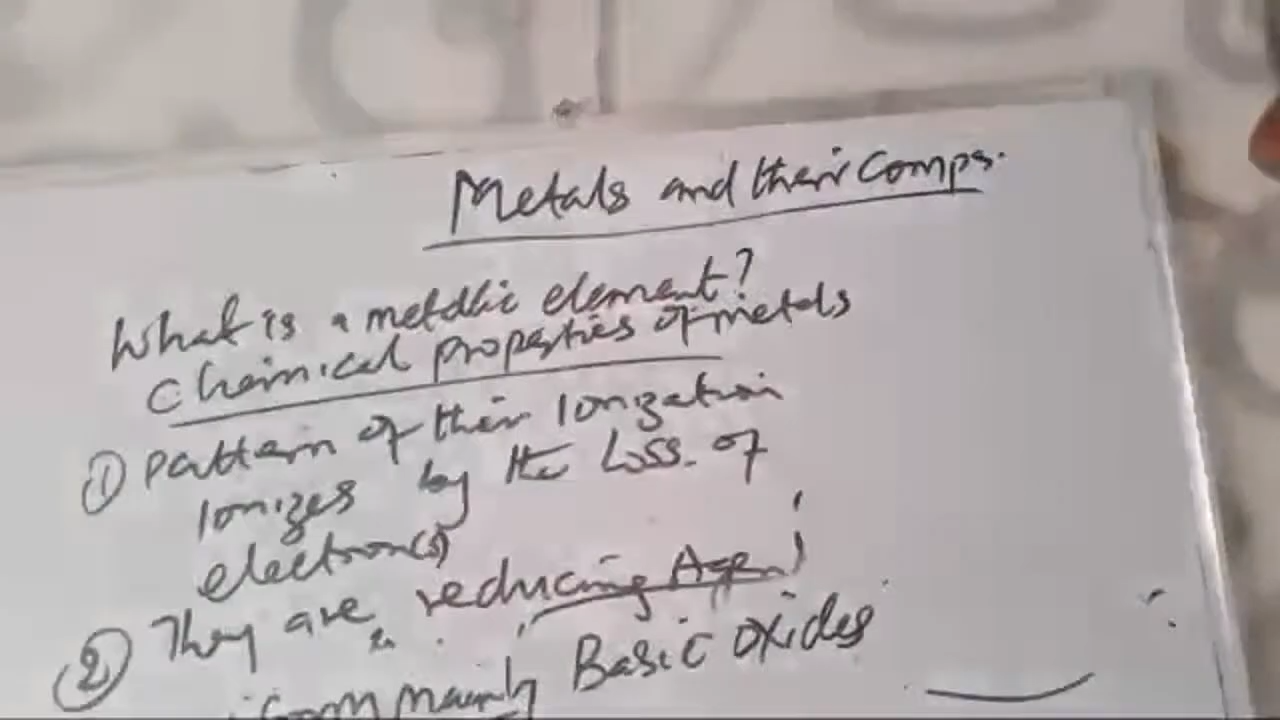 Metals and their Comps.
What is a metallic element?
Chemical properties of metals
① Pattern of their Ionization
Ionizes by the Loss of
electron(s)
② They are reducing Agent
mainly Basic Oxides